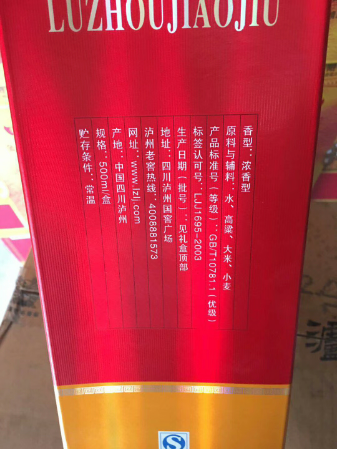 LUZHOUJIAOJIU
香型：浓香型
原料与辅料：水、高粱、大米、小麦
产品标准号（等级）：GB/T10781.1（优级）
标签认可号：LJ.J1695-2003
生产日期（批号）：见礼盒顶部
地址：四川泸州国窖广场
泸州老窖热线：4008881573
网址：www.lzlj.com
产地：中国四川泸州
规格：500ml/盒
贮存条件：常温